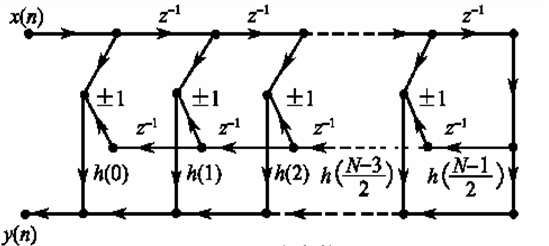 x(n) z⁻¹ z⁻¹ z⁻¹
±1 ±1 ±1 ±1
z⁻¹ z⁻¹ z⁻¹ z⁻¹
h(0) h(1) h(2) h(N-3/2) h(N-1/2)
y(n)